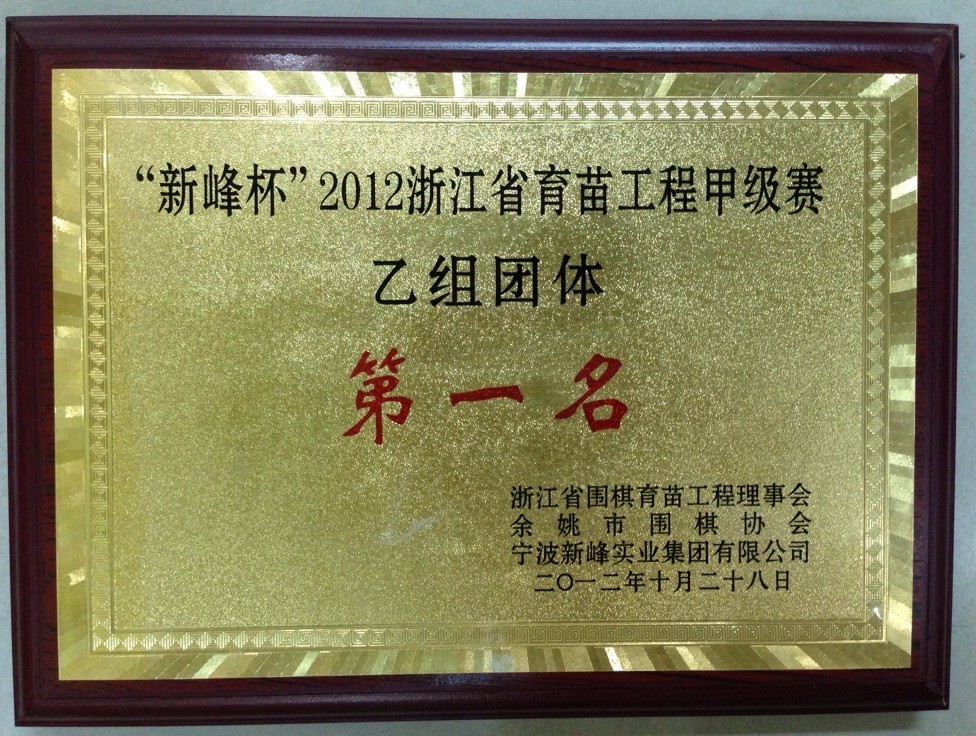 “新峰杯”2012浙江省育苗工程甲级赛
乙组团体
第一名
浙江省围棋育苗工程理事会
余姚市围棋协会
宁波新峰实业集团有限公司
二〇一二年十月二十八日